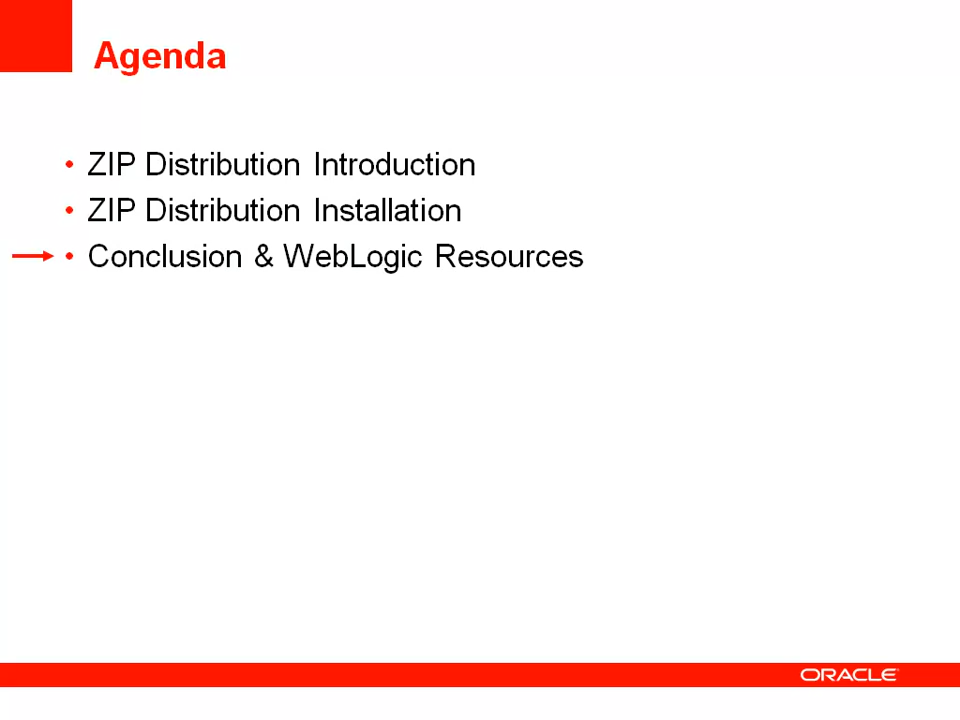 Agenda
• ZIP Distribution Introduction
• ZIP Distribution Installation
• Conclusion & WebLogic Resources
ORACLE